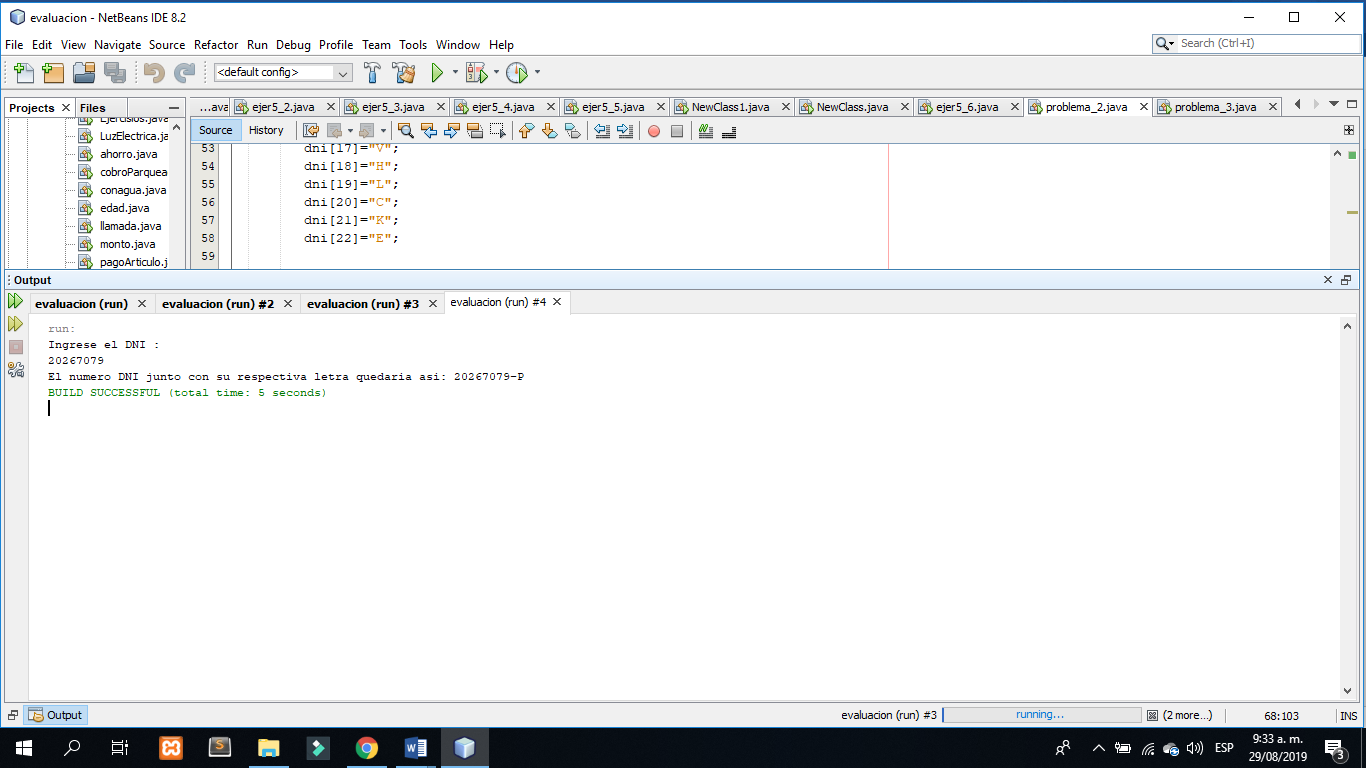 evaluacion - NetBeans IDE 8.2
File Edit View Navigate Source Refactor Run Debug Profile Team Tools Window Help
Search (Ctrl+I)
<default config>
Projects Files
...ava ejer5_2.java ejer5_3.java ejer5_4.java ejer5_5.java NewClass1.java NewClass.java ejer5_6.java problema_2.java problema_3.java
Source History
Ejercisios.java
LuzElectrica.ja
ahorro.java
cobroParquea
conagua.java
edad.java
llamada.java
monto.java
pagoArticulo.j
53 dni[17]="V";
54 dni[18]="H";
55 dni[19]="L";
56 dni[20]="C";
57 dni[21]="K";
58 dni[22]="E";
59
Output
evaluacion (run) evaluacion (run) #2 evaluacion (run) #3 evaluacion (run) #4
run:
Ingrese el DNI :
20267079
El numero DNI junto con su respectiva letra quedaria asi: 20267079-P
BUILD SUCCESSFUL (total time: 5 seconds)
Output
evaluacion (run) #3 running... (2 more...) 68:103 INS
ESP
9:33 a. m.
29/08/2019
3